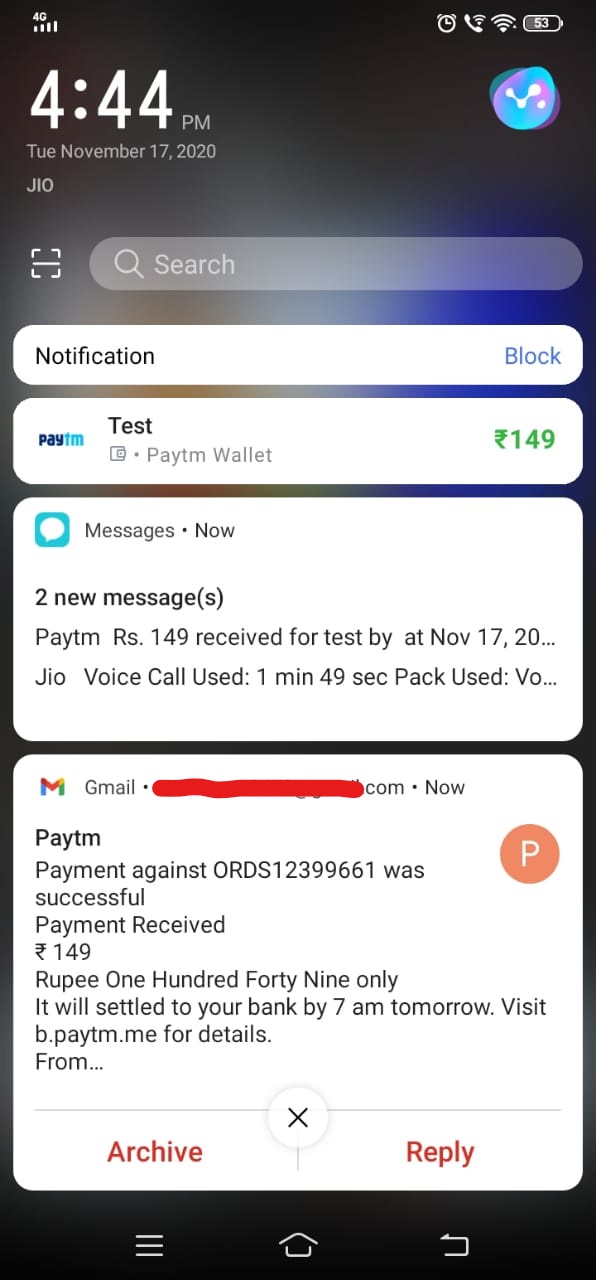 4G
53
4:44 PM
Tue November 17, 2020
JIO
Search
Notification
Block
paytm
Test
₹149
• Paytm Wallet
Messages • Now
2 new message(s)
Paytm Rs. 149 received for test by at Nov 17, 20...
Jio Voice Call Used: 1 min 49 sec Pack Used: Vo...
Gmail • .com • Now
Paytm
P
Payment against ORDS12399661 was
successful
Payment Received
₹ 149
Rupee One Hundred Forty Nine only
It will settled to your bank by 7 am tomorrow. Visit
b.paytm.me for details.
From...
Archive
Reply